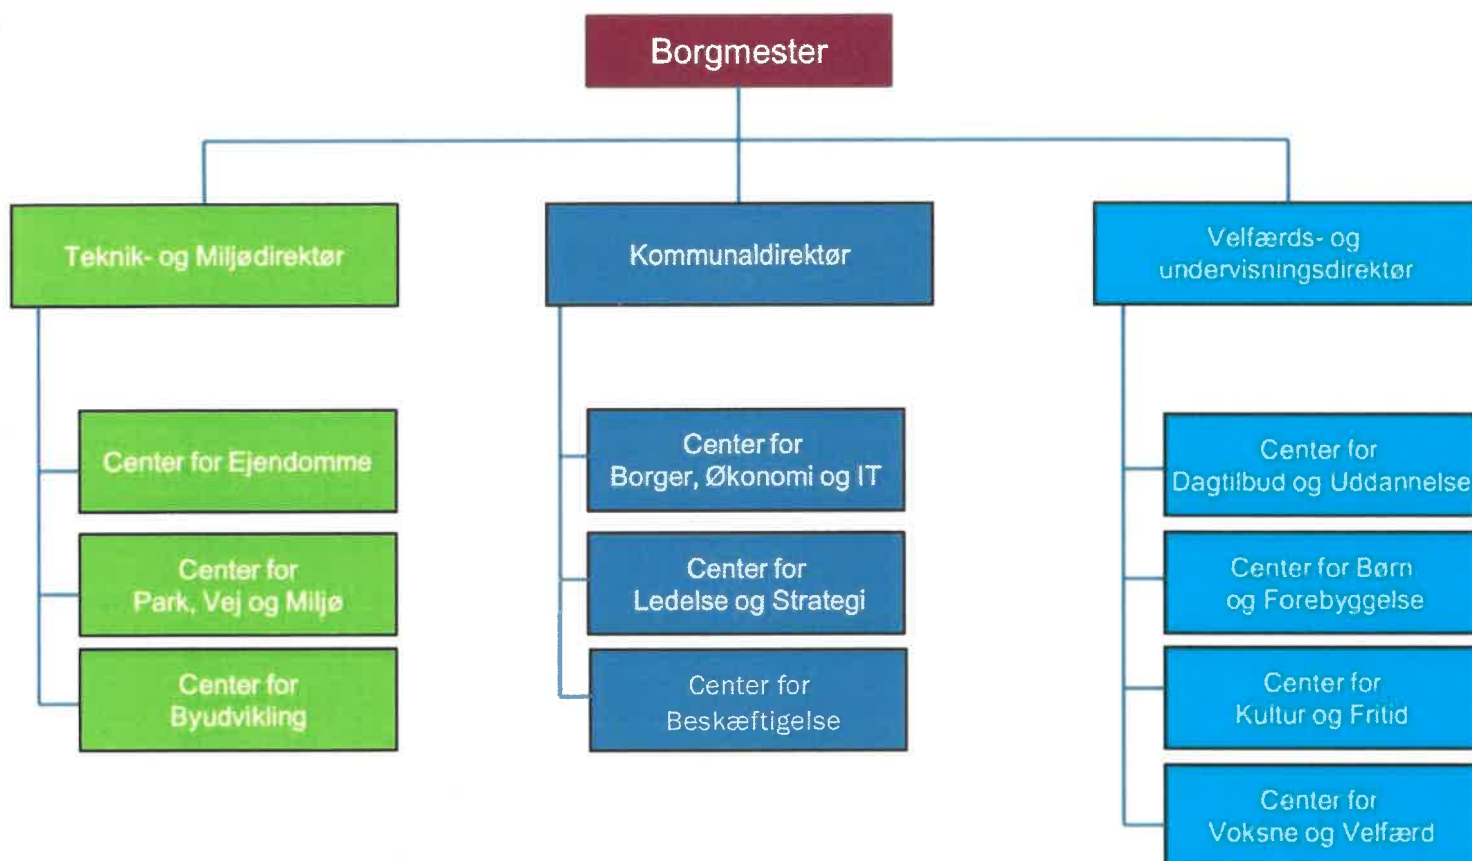 Borgmester
Teknik- og Miljødirektør
Center for Ejendomme
Center for
Park, Vej og Miljø
Center for
Byudvikling
Kommunaldirektør
Center for
Borger, Økonomi og IT
Center for
Ledelse og Strategi
Center for
Beskæftigelse
Velfærds- og
undervisningsdirektør
Center for
Dagtilbud og Uddannelse
Center for Børn
og Forebyggelse
Center for
Kultur og Fritid
Center for
Voksne og Velfærd